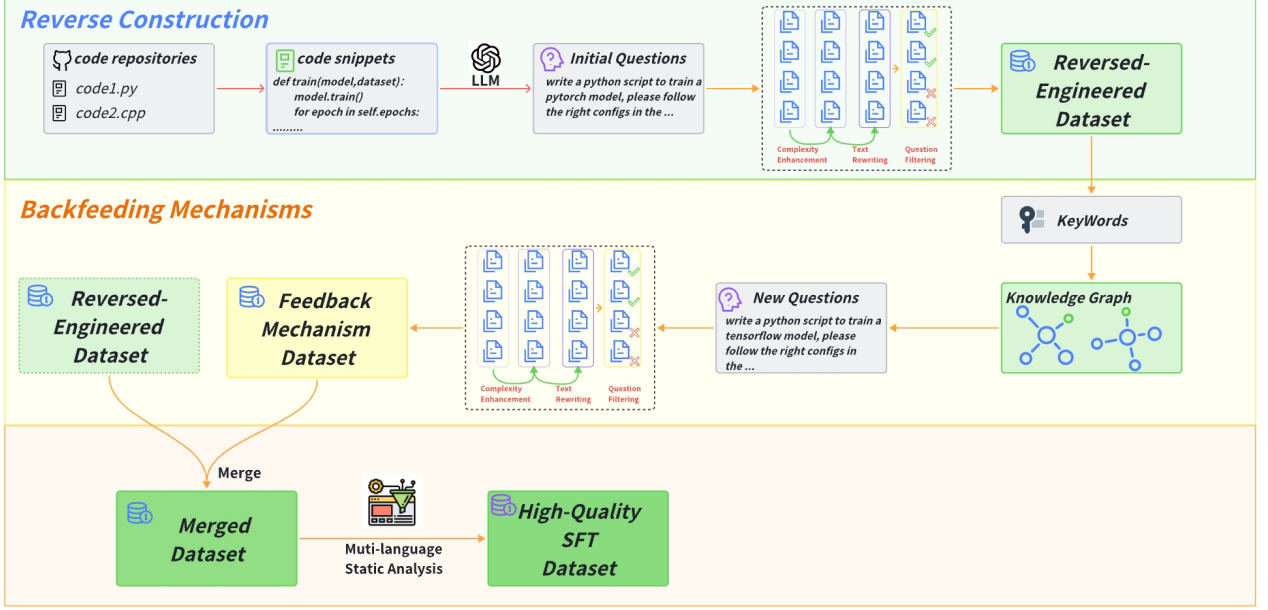 Reverse Construction
code repositories
code1.py
code2.cpp
code snippets
def train(model,dataset):
model.train()
for epoch in self.epochs:
.........
LLM
Initial Questions
write a python script to train a
pytorch model, please follow
the right configs in the ...
Complexity
Enhancement
Text
Rewriting
Question
Filtering
Reversed-
Engineered
Dataset
Backfeeding Mechanisms
KeyWords
Reversed-
Engineered
Dataset
Feedback
Mechanism
Dataset
Complexity
Enhancement
Text
Rewriting
Question
Filtering
New Questions
write a python script to train a
tensorflow model, please
follow the right configs in
the ...
Knowledge Graph
Merge
Merged
Dataset
Muti-language
Static Analysis
High-Quality
SFT
Dataset